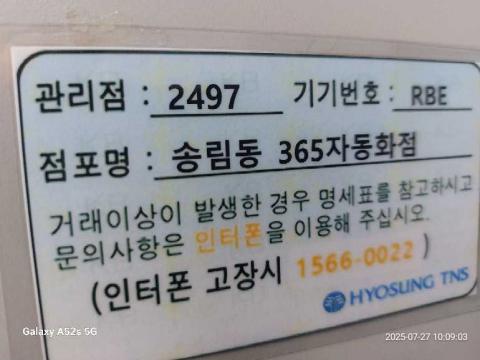 관리점 : 2497 기기번호 : RBE
점포명 : 송림동 365자동화점
거래이상이 발생한 경우 명세표를 참고하시고
문의사항은 인터폰을 이용해 주십시오.
(인터폰 고장시 1566-0022 )
HYOSUNG TNS
Galaxy A52s 5G
2025-07-27 10:09:03